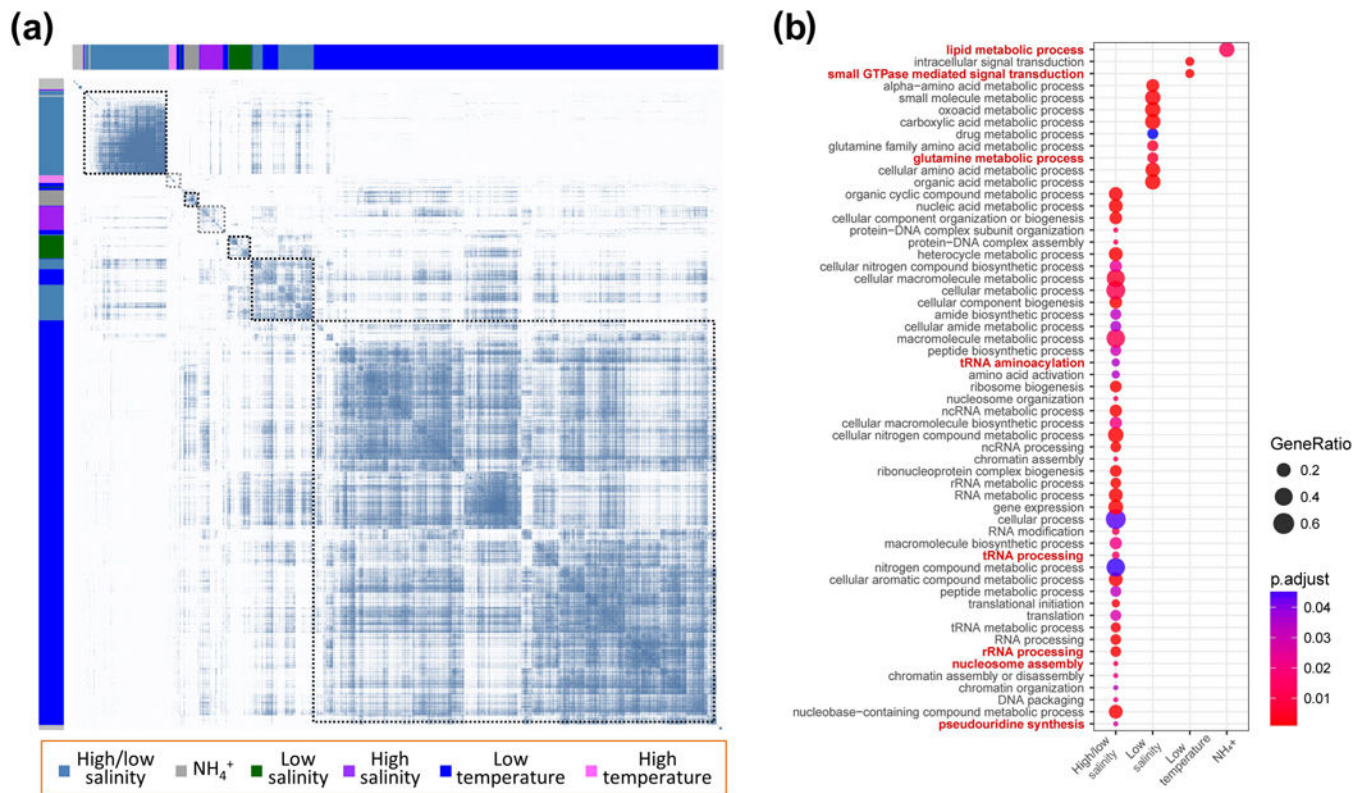 (a)
High/low
salinity
NH₄⁺
Low
salinity
High
salinity
Low
temperature
High
temperature
(b)
lipid metabolic process
intracellular signal transduction
small GTPase mediated signal transduction
alpha-amino acid metabolic process
small molecule metabolic process
oxoacid metabolic process
carboxylic acid metabolic process
drug metabolic process
glutamine family amino acid metabolic process
glutamine metabolic process
cellular amino acid metabolic process
organic acid metabolic process
organic cyclic compound metabolic process
nucleic acid metabolic process
cellular component organization or biogenesis
protein-DNA complex subunit organization
protein-DNA complex assembly
heterocycle metabolic process
cellular nitrogen compound biosynthetic process
cellular macromolecule metabolic process
cellular metabolic process
cellular component biogenesis
amide biosynthetic process
cellular amide metabolic process
macromolecule metabolic process
peptide biosynthetic process
tRNA aminoacylation
amino acid activation
ribosome biogenesis
nucleosome organization
ncRNA metabolic process
cellular macromolecule biosynthetic process
cellular nitrogen compound metabolic process
ncRNA processing
chromatin assembly
ribonucleoprotein complex biogenesis
rRNA metabolic process
RNA metabolic process
gene expression
cellular process
RNA modification
macromolecule biosynthetic process
tRNA processing
nitrogen compound metabolic process
cellular aromatic compound metabolic process
peptide metabolic process
translational initiation
translation
tRNA metabolic process
RNA processing
rRNA processing
nucleosome assembly
chromatin assembly or disassembly
chromatin organization
DNA packaging
nucleobase-containing compound metabolic process
pseudouridine synthesis
High/low
salinity
Low
salinity
Low
temperature
NH₄+
GeneRatio
0.2
0.4
0.6
p.adjust
0.04
0.03
0.02
0.01